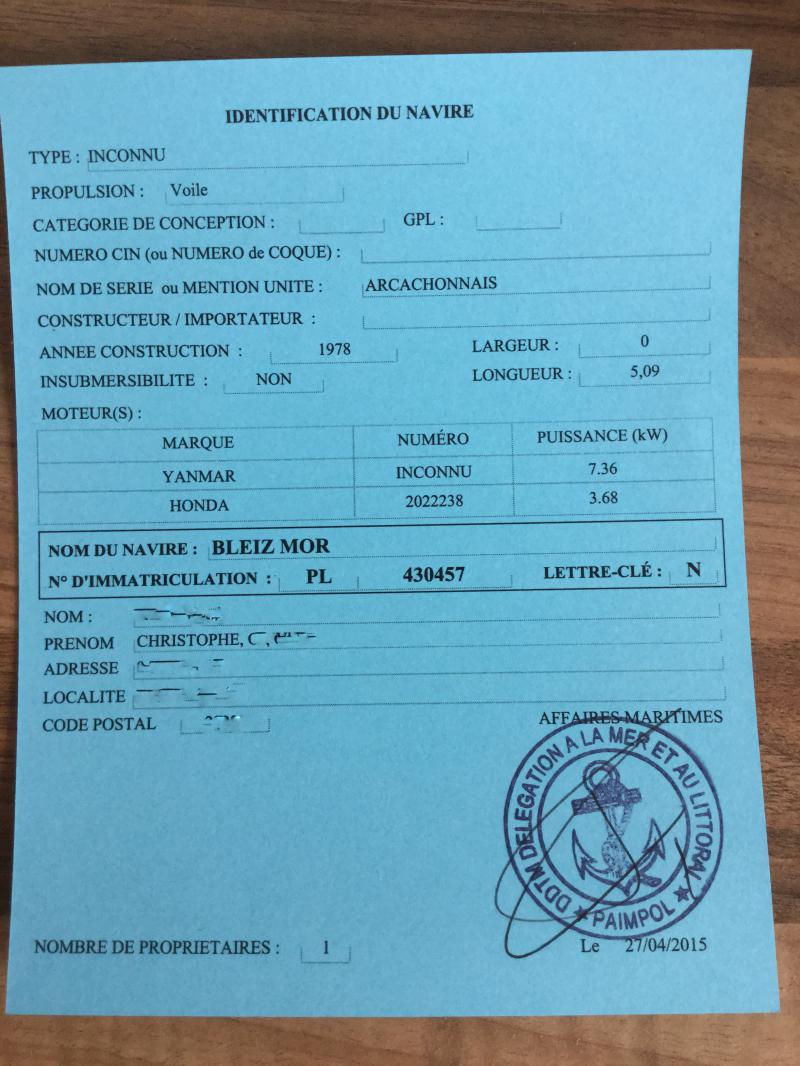 IDENTIFICATION DU NAVIRE
TYPE : INCONNU
PROPULSION : Voile
CATEGORIE DE CONCEPTION : GPL :
NUMERO CIN (ou NUMERO de COQUE) :
NOM DE SERIE ou MENTION UNITE : ARCACHONNAIS
CONSTRUCTEUR / IMPORTATEUR :
ANNEE CONSTRUCTION : 1978 LARGEUR : 0
INSUBMERSIBILITE : NON LONGUEUR : 5,09
MOTEUR(S) :
MARQUE NUMÉRO PUISSANCE (kW)
YANMAR INCONNU 7.36
HONDA 2022238 3.68
NOM DU NAVIRE : BLEIZ MOR
N° D'IMMATRICULATION : PL 430457 LETTRE-CLÉ : N
NOM :
PRENOM CHRISTOPHE,
ADRESSE
LOCALITE
CODE POSTAL
AFFAIRES MARITIMES
DDTM DELEGATION A LA MER ET AU LITTORAL
PAIMPOL
NOMBRE DE PROPRIETAIRES : 1 Le 27/04/2015